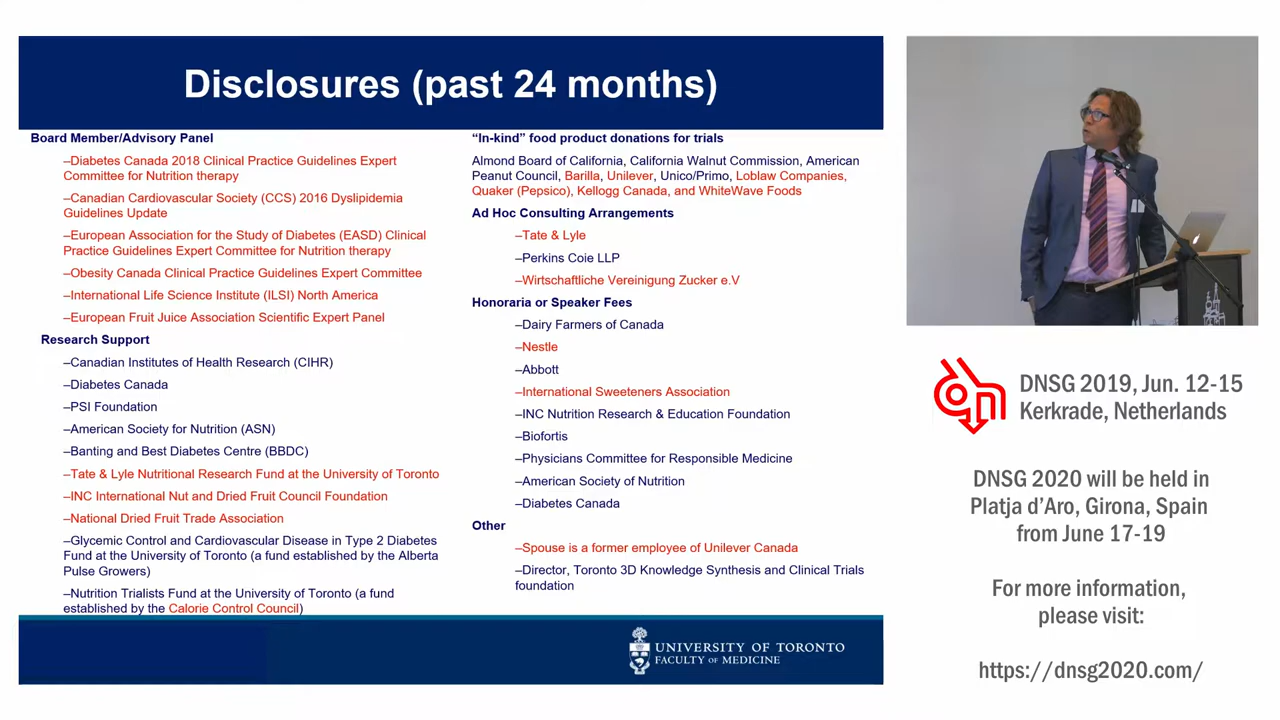 Disclosures (past 24 months)
Board Member/Advisory Panel
–Diabetes Canada 2018 Clinical Practice Guidelines Expert
Committee for Nutrition therapy
–Canadian Cardiovascular Society (CCS) 2016 Dyslipidemia
Guidelines Update
–European Association for the Study of Diabetes (EASD) Clinical
Practice Guidelines Expert Committee for Nutrition therapy
–Obesity Canada Clinical Practice Guidelines Expert Committee
–International Life Science Institute (ILSI) North America
–European Fruit Juice Association Scientific Expert Panel
Research Support
–Canadian Institutes of Health Research (CIHR)
–Diabetes Canada
–PSI Foundation
–American Society for Nutrition (ASN)
–Banting and Best Diabetes Centre (BBDC)
–Tate & Lyle Nutritional Research Fund at the University of Toronto
–INC International Nut and Dried Fruit Council Foundation
–National Dried Fruit Trade Association
–Glycemic Control and Cardiovascular Disease in Type 2 Diabetes
Fund at the University of Toronto (a fund established by the Alberta
Pulse Growers)
–Nutrition Trialists Fund at the University of Toronto (a fund
established by the Calorie Control Council)
“In-kind” food product donations for trials
Almond Board of California, California Walnut Commission, American
Peanut Council, Barilla, Unilever, Unico/Primo, Loblaw Companies,
Quaker (Pepsico), Kellogg Canada, and WhiteWave Foods
Ad Hoc Consulting Arrangements
–Tate & Lyle
–Perkins Coie LLP
–Wirtschaftliche Vereinigung Zucker e.V
Honoraria or Speaker Fees
–Dairy Farmers of Canada
–Nestle
–Abbott
–International Sweeteners Association
–INC Nutrition Research & Education Foundation
–Biofortis
–Physicians Committee for Responsible Medicine
–American Society of Nutrition
–Diabetes Canada
Other
–Spouse is a former employee of Unilever Canada
–Director, Toronto 3D Knowledge Synthesis and Clinical Trials
foundation
UNIVERSITY OF TORONTO
FACULTY OF MEDICINE
DNSG 2019, Jun. 12-15
Kerkrade, Netherlands
DNSG 2020 will be held in
Platja d’Aro, Girona, Spain
from June 17-19
For more information,
please visit:
https://dnsg2020.com/